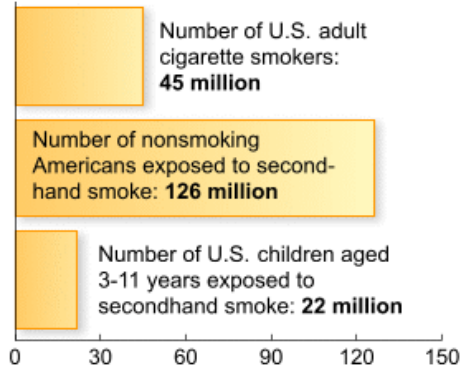 Number of U.S. adult
cigarette smokers:
45 million
Number of nonsmoking
Americans exposed to second-
hand smoke: 126 million
Number of U.S. children aged
3-11 years exposed to
secondhand smoke: 22 million
0 30 60 90 120 150